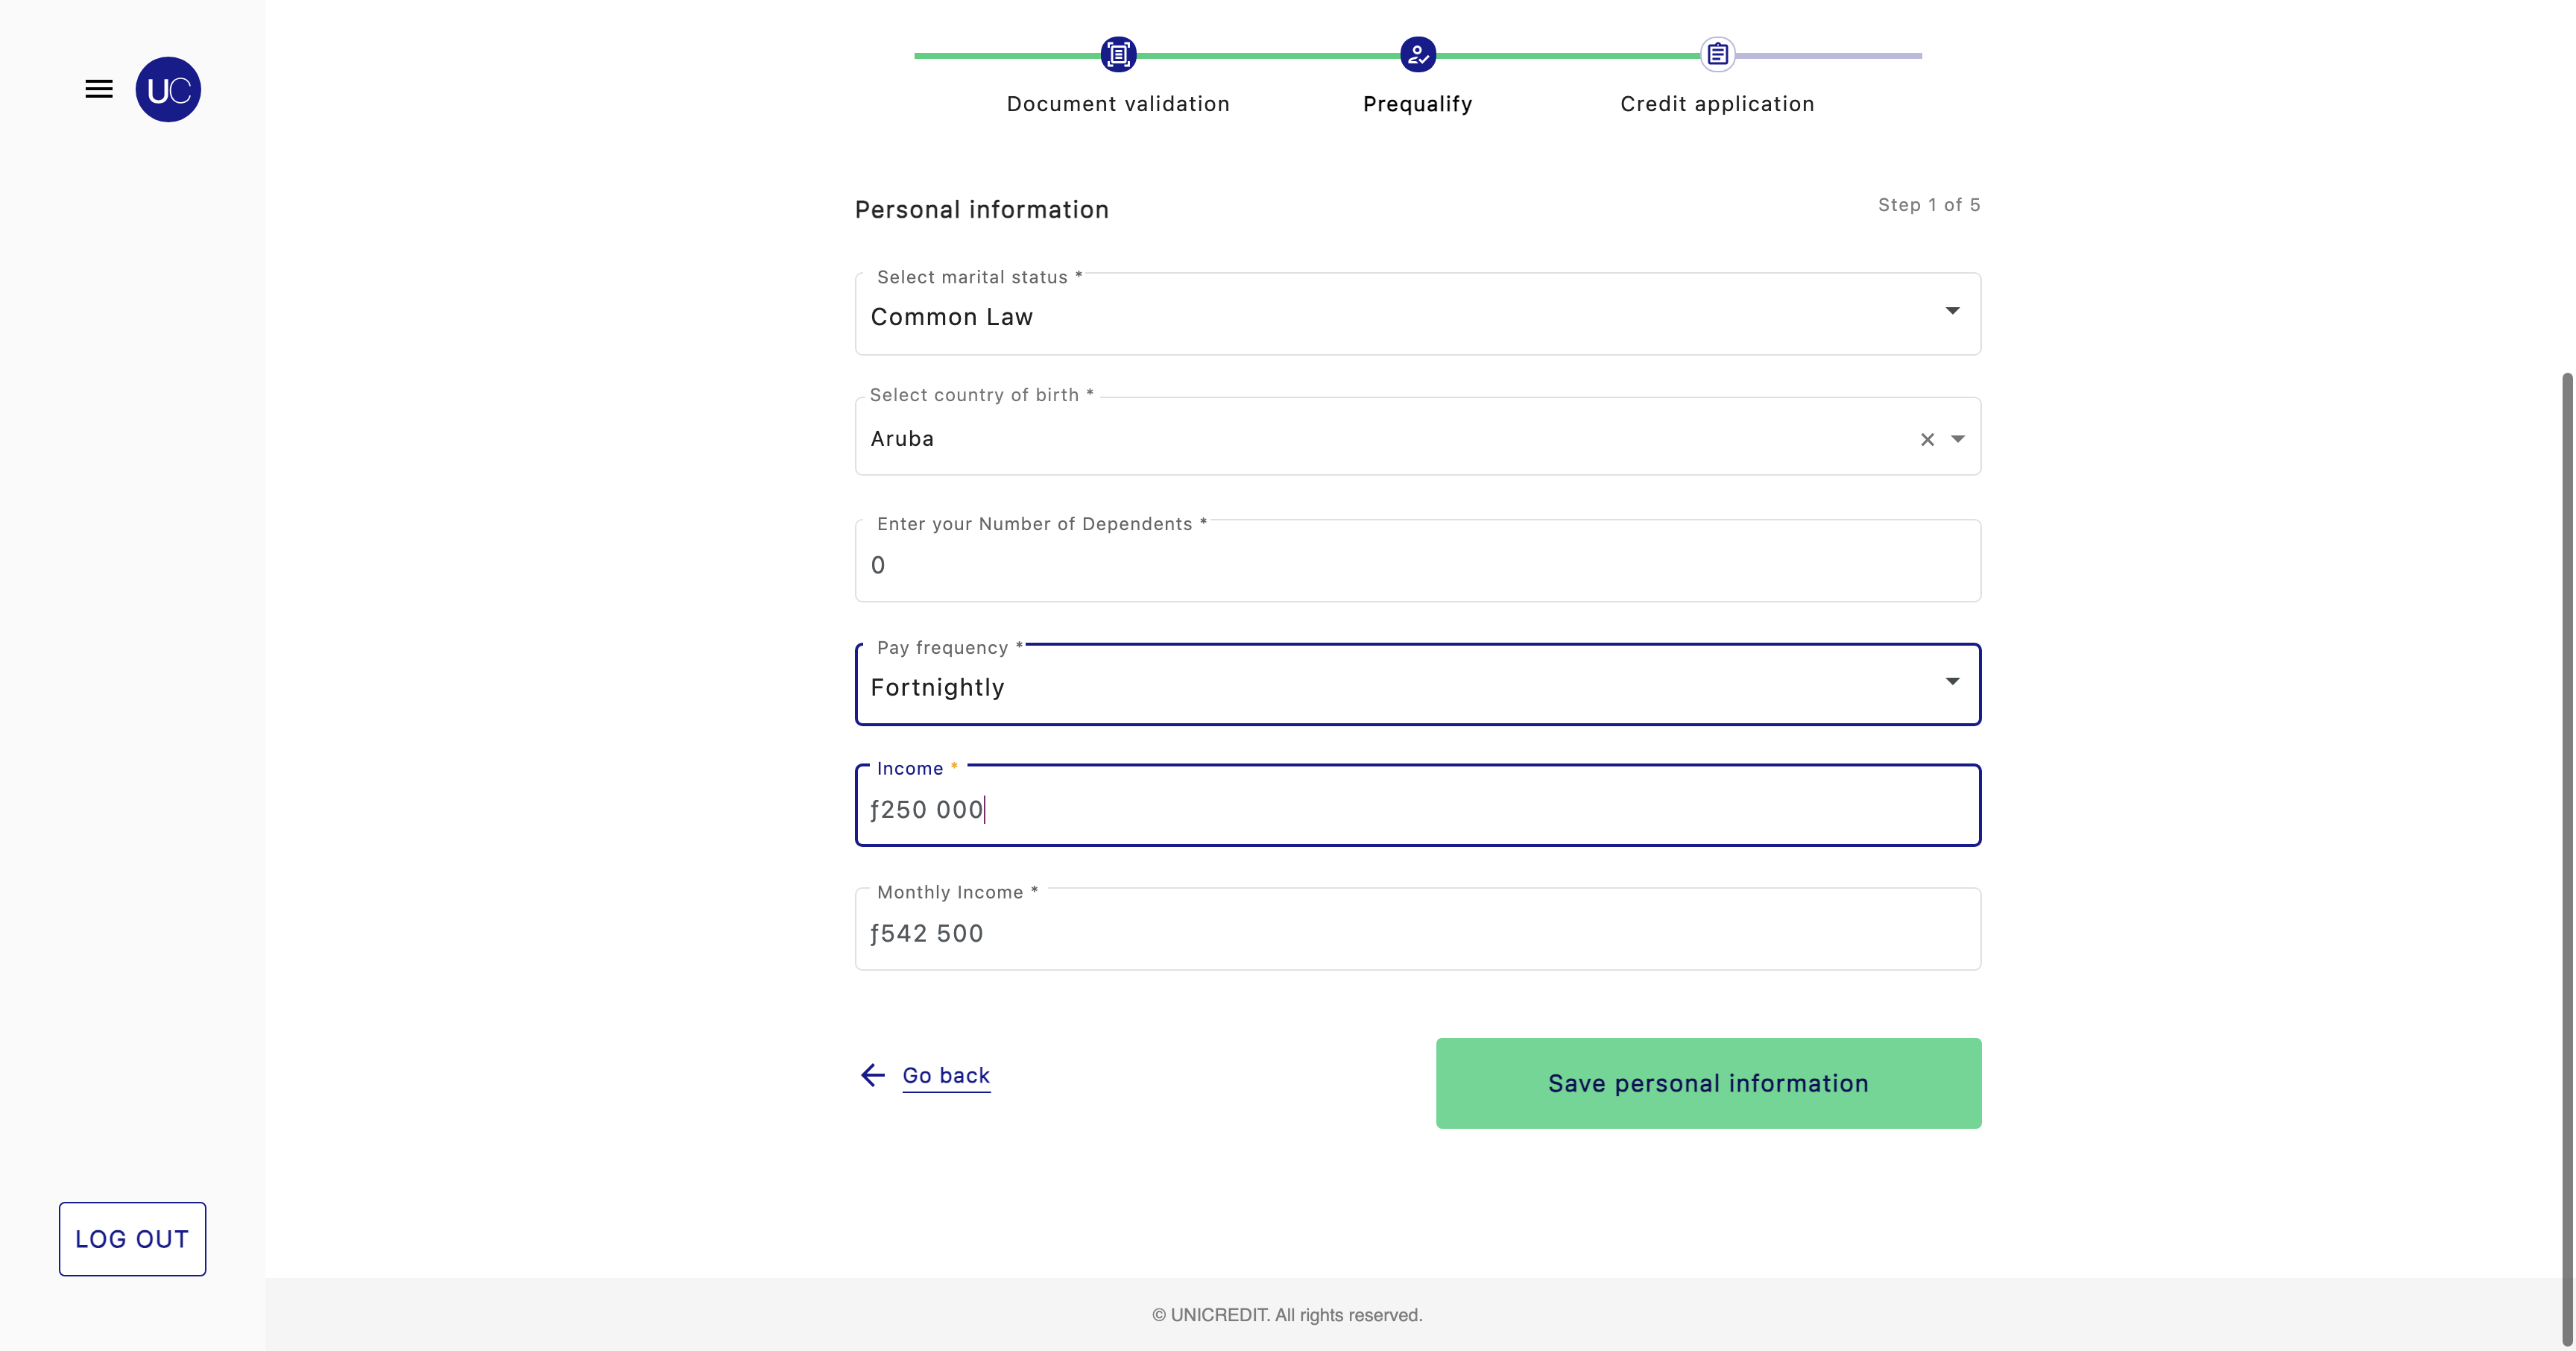 UC
Document validation
Prequalify
Credit application
Personal information
Step 1 of 5
Select marital status *
Common Law
Select country of birth *
Aruba
Enter your Number of Dependents *
0
Pay frequency *
Fortnightly
Income *
ƒ250 000
Monthly Income *
ƒ542 500
Go back
Save personal information
LOG OUT
© UNICREDIT. All rights reserved.